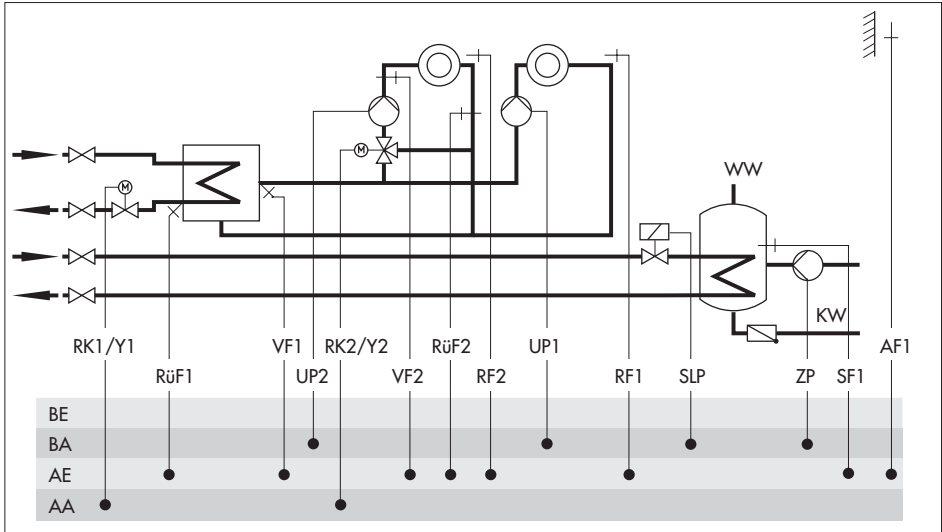 M
M
WW
KW
RK1/Y1 VF1 RK2/Y2 RüF2 UP1 AF1
RüF1 UP2 VF2 RF2 RF1 SLP ZP SF1
BE
BA
AE
AA